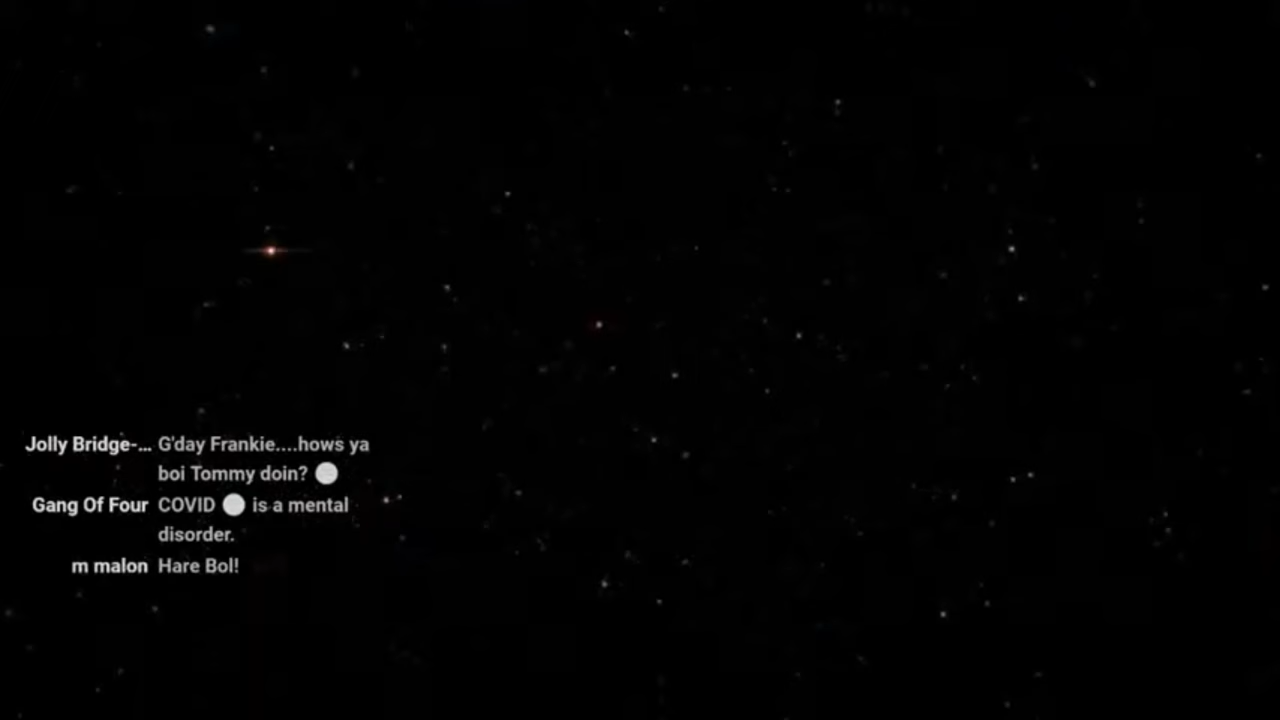 Jolly Bridge-... G'day Frankie....hows ya
boi Tommy doin?
Gang Of Four COVID is a mental
disorder.
m malon Hare Bol!